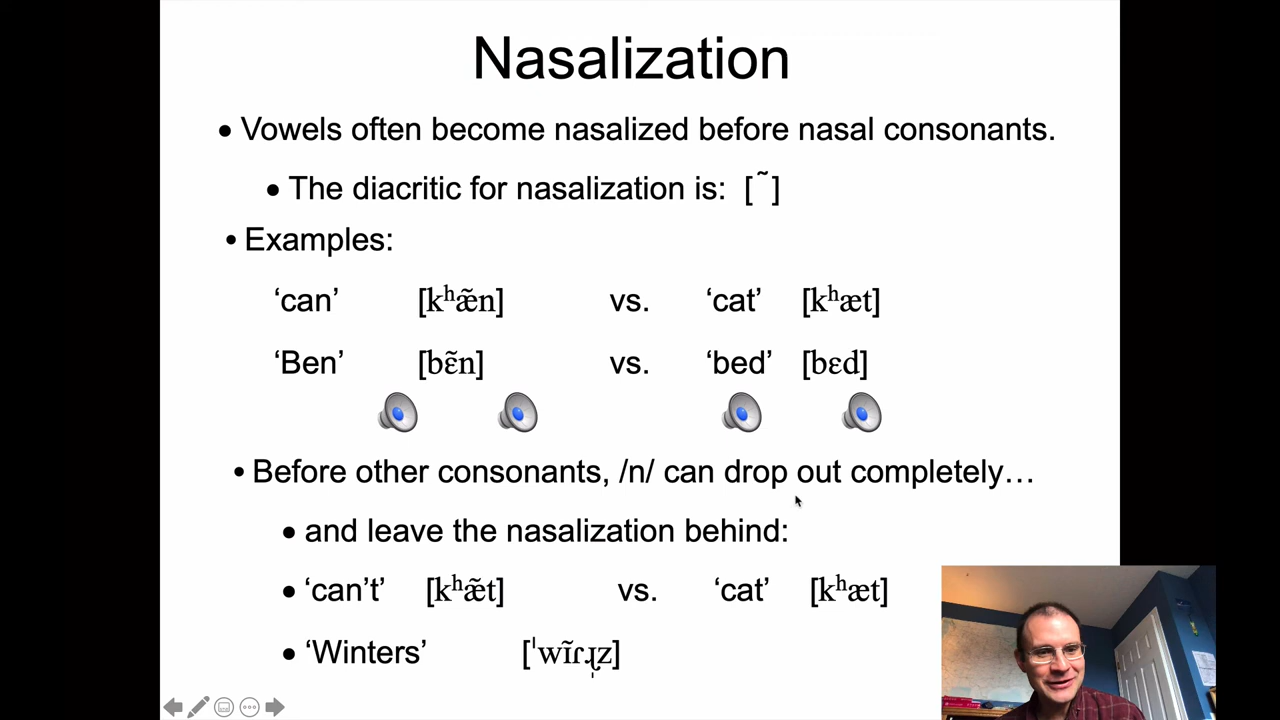 Nasalization
• Vowels often become nasalized before nasal consonants.
• The diacritic for nasalization is: [ ˜ ]
• Examples:
‘can’ [kʰæ̃n] vs. ‘cat’ [kʰæt]
‘Ben’ [bɛ̃n] vs. ‘bed’ [bɛd]
• Before other consonants, /n/ can drop out completely…
• and leave the nasalization behind:
• ‘can’t’ [kʰæ̃t] vs. ‘cat’ [kʰæt]
• ‘Winters’ [ˈwĩɾɹ̩z]